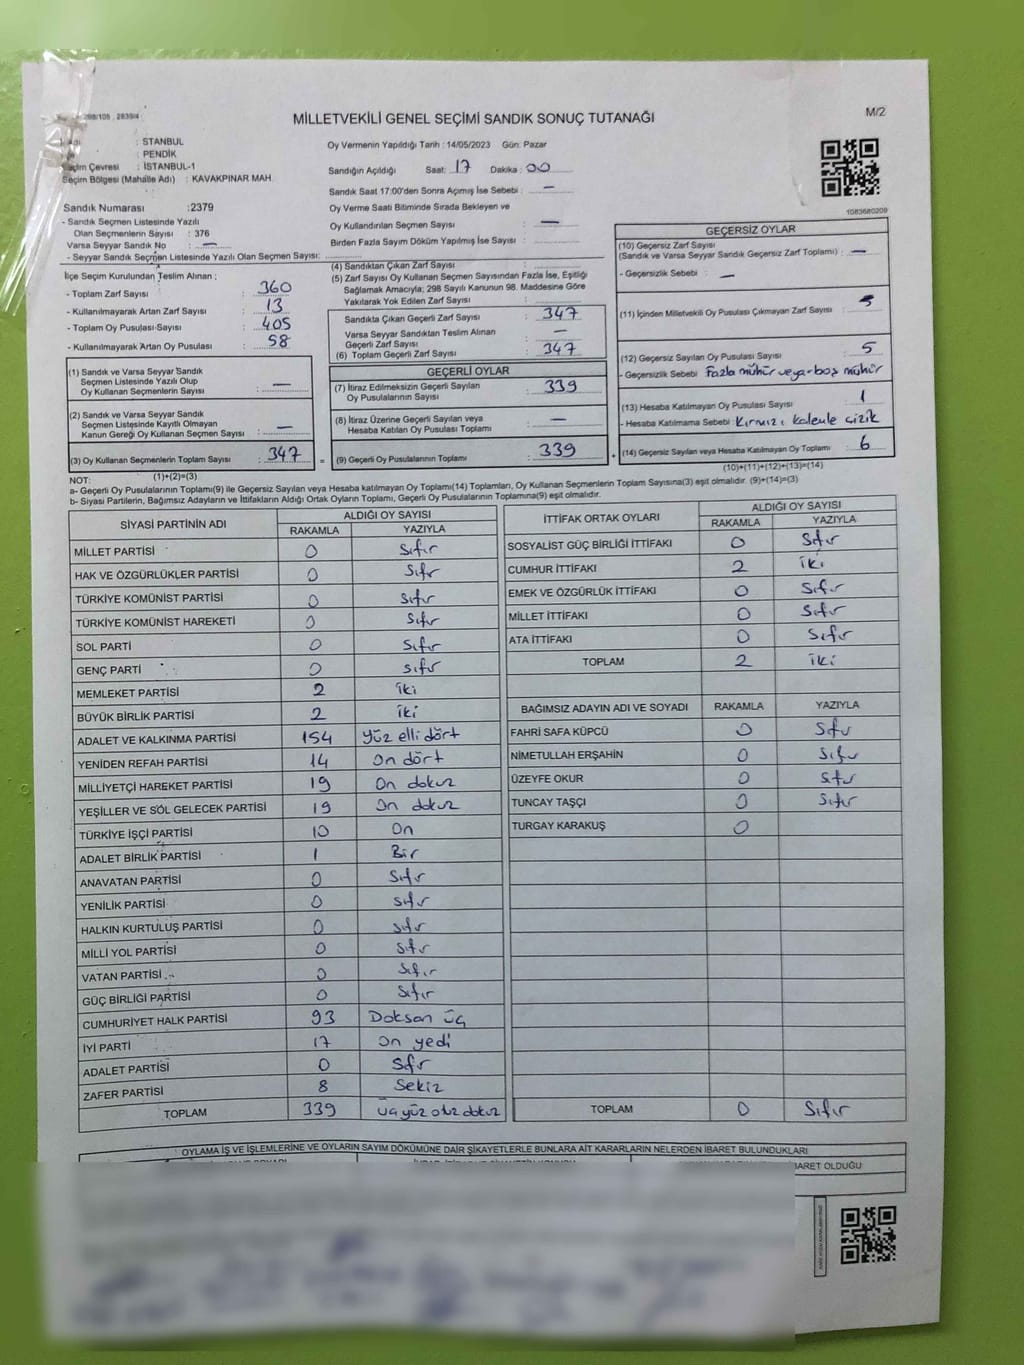 MİLLETVEKİLİ GENEL SEÇİMİ SANDIK SONUÇ TUTANAĞI
M/2
: İSTANBUL
: PENDİK
Seçim Çevresi : İSTANBUL-1
Seçim Bölgesi (Mahalle Adı) : KAVAKPINAR MAH.
Sandık Numarası :2379
- Sandık Seçmen Listesinde Yazılı
Olan Seçmenlerin Sayısı : 376
Varsa Seyyar Sandık No —
- Seyyar Sandık Seçmen Listesinde Yazılı Olan Seçmen Sayısı:
Oy Vermenin Yapıldığı Tarih : 14/05/2023 Gün: Pazar
Sandığın Açıldığı Saat: 17 Dakika : 00
Sandık Saat 17:00'den Sonra Açımış İse Sebebi : —
Oy Verme Saati Bitiminde Sırada Bekleyen ve
Oy Kullandırılan Seçmen Sayısı : —
Birden Fazla Sayım Döküm Yapılmış İse Sayısı :
1083680209
İlçe Seçim Kurulundan Teslim Alınan ;
- Toplam Zarf Sayısı : 360
- Kullanılmayarak Artan Zarf Sayısı : 13
- Toplam Oy Pusulası Sayısı : 405
- Kullanılmayarak Artan Oy Pusulası : 58
(4) Sandıktan Çıkan Zarf Sayısı :
(5) Zarf Sayısı Oy Kullanan Seçmen Sayısından Fazla İse, Eşitliği
Sağlamak Amacıyla; 298 Sayılı Kanunun 98. Maddesine Göre
Yakılarak Yok Edilen Zarf Sayısı :
Sandıkta Çıkan Geçerli Zarf Sayısı : 347
Varsa Seyyar Sandıktan Teslim Alınan
Geçerli Zarf Sayısı : —
(6) Toplam Geçerli Zarf Sayısı : 347
GEÇERSİZ OYLAR
(10) Geçersiz Zarf Sayısı
(Sandık ve Varsa Seyyar Sandık Geçersiz Zarf Toplamı) : —
- Geçersizlik Sebebi : —
(11) İçinden Milletvekili Oy Pusulası Çıkmayan Zarf Sayısı :
(12) Geçersiz Sayılan Oy Pusulası Sayısı : 5
- Geçersizlik Sebebi Fazla mühür veya-boş mühür
(13) Hesaba Katılmayan Oy Pusulası Sayısı : 1
- Hesaba Katılmama Sebebi Kırmızı kalemle çizik
(14) Geçersiz Sayılan veya Hesaba Katılmayan Oy Toplamı : 6
(10)+(11)+(12)+(13)=(14)
(1) Sandık ve Varsa Seyyar Sandık
Seçmen Listesinde Yazılı Olup
Oy Kullanan Seçmenlerin Sayısı : —
(2) Sandık ve Varsa Seyyar Sandık
Seçmen Listesinde Kayıtlı Olmayan
Kanun Gereği Oy Kullanan Seçmen Sayısı : —
(3) Oy Kullanan Seçmenlerin Toplam Sayısı : 347
(1)+(2)=(3)
=
GEÇERLİ OYLAR
(7) İtiraz Edilmeksizin Geçerli Sayılan
Oy Pusulalarının Sayısı : 339
(8) İtiraz Üzerine Geçerli Sayılan veya
Hesaba Katılan Oy Pusulası Toplamı : —
(9) Geçerli Oy Pusulalarının Toplamı : 339
+
NOT:
a- Geçerli Oy Pusulalarının Toplamı(9) ile Geçersiz Sayılan veya Hesaba Katılmayan Oy Toplamı(14) Toplamları, Oy Kullanan Seçmenlerin Toplam Sayısına(3) eşit olmalıdır. (9)+(14)=(3)
b- Siyasi Partilerin, Bağımsız Adayların ve İttifakların Aldığı Ortak Oyların Toplamı, Geçerli Oy Pusulalarının Toplamına(9) eşit olmalıdır.
SİYASİ PARTİNİN ADI
ALDIĞI OY SAYISI
RAKAMLA YAZIYLA
MİLLET PARTİSİ 0 Sıfır
HAK VE ÖZGÜRLÜKLER PARTİSİ 0 Sıfır
TÜRKİYE KOMÜNİST PARTİSİ 0 Sıfır
TÜRKİYE KOMÜNİST HAREKETİ 0 Sıfır
SOL PARTİ 0 Sıfır
GENÇ PARTİ 0 sıfır
MEMLEKET PARTİSİ 2 iki
BÜYÜK BİRLİK PARTİSİ 2 iki
ADALET VE KALKINMA PARTİSİ 154 Yüz elli dört
YENİDEN REFAH PARTİSİ 14 On dört
MİLLİYETÇİ HAREKET PARTİSİ 19 On dokuz
YEŞİLLER VE SOL GELECEK PARTİSİ 19 On dokuz
TÜRKİYE İŞÇİ PARTİSİ 10 On
ADALET BİRLİK PARTİSİ 1 Bir
ANAVATAN PARTİSİ 0 Sıfır
YENİLİK PARTİSİ 0 sıfır
HALKIN KURTULUŞ PARTİSİ 0 sıfır
MİLLİ YOL PARTİSİ 0 sıfır
VATAN PARTİSİ 0 Sıfır
GÜÇ BİRLİĞİ PARTİSİ 0 Sıfır
CUMHURİYET HALK PARTİSİ 93 Doksan üç
İYİ PARTİ 17 On yedi
ADALET PARTİSİ 0 Sıfır
ZAFER PARTİSİ 8 Sekiz
TOPLAM 339 üçyüz otuz dokuz
İTTİFAK ORTAK OYLARI
ALDIĞI OY SAYISI
RAKAMLA YAZIYLA
SOSYALİST GÜÇ BİRLİĞİ İTTİFAKI 0 Sıfır
CUMHUR İTTİFAKI 2 iki
EMEK VE ÖZGÜRLÜK İTTİFAKI 0 Sıfır
MİLLET İTTİFAKI 0 Sıfır
ATA İTTİFAKI 0 Sıfır
TOPLAM 2 iki
BAĞIMSIZ ADAYIN ADI VE SOYADI RAKAMLA YAZIYLA
FAHRİ SAFA KÜPCÜ 0 Sıfır
NİMETULLAH ERŞAHİN 0 Sıfır
ÜZEYFE OKUR 0 Sıfır
TUNCAY TAŞÇI 0 Sıfır
TURGAY KARAKUŞ 0
TOPLAM 0 Sıfır
OYLAMA İŞ VE İŞLEMLERİNE VE OYLARIN SAYIM DÖKÜMÜNE DAİR ŞİKAYETLERLE BUNLARA AİT KARARLARIN NELERDEN İBARET BULUNDUKLARI
BARET OLDUĞU